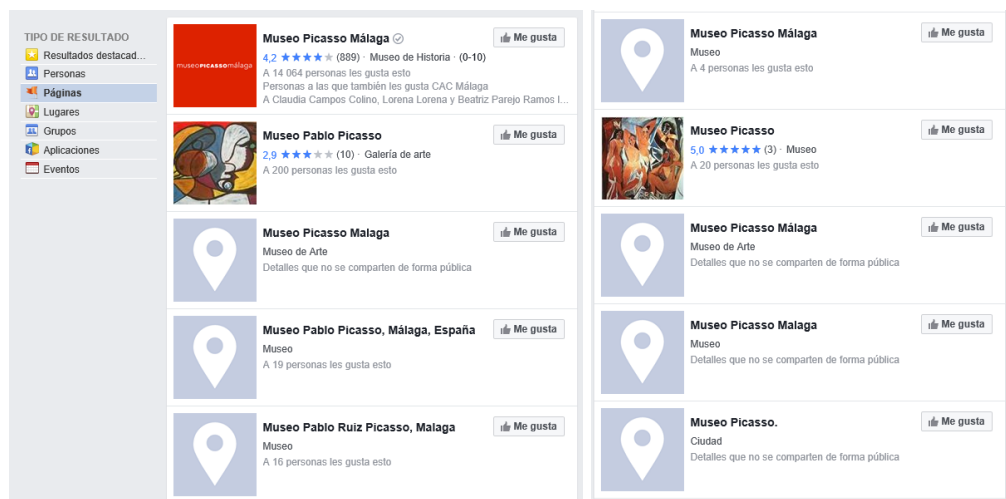 TIPO DE RESULTADO
Resultados destacad...
Personas
Páginas
Lugares
Grupos
Aplicaciones
Eventos
museoPICASSOmálaga
Museo Picasso Málaga
Me gusta
4,2 ★★★★★ (889) · Museo de Historia · (0-10)
A 14 064 personas les gusta esto
Personas a las que también les gusta CAC Málaga
A Claudia Campos Colino, Lorena Lorena y Beatriz Parejo Ramos l...
Museo Pablo Picasso
Me gusta
2,9 ★★★★★ (10) · Galería de arte
A 200 personas les gusta esto
Museo Picasso Malaga
Me gusta
Museo de Arte
Detalles que no se comparten de forma pública
Museo Pablo Picasso, Málaga, España
Me gusta
Museo
A 19 personas les gusta esto
Museo Pablo Ruiz Picasso, Malaga
Me gusta
Museo
A 16 personas les gusta esto
Museo Picasso Málaga
Me gusta
Museo
A 4 personas les gusta esto
Museo Picasso
Me gusta
5,0 ★★★★★ (3) · Museo
A 20 personas les gusta esto
Museo Picasso Málaga
Me gusta
Museo de Arte
Detalles que no se comparten de forma pública
Museo Picasso Malaga
Me gusta
Museo
Detalles que no se comparten de forma pública
Museo Picasso.
Me gusta
Ciudad
Detalles que no se comparten de forma pública